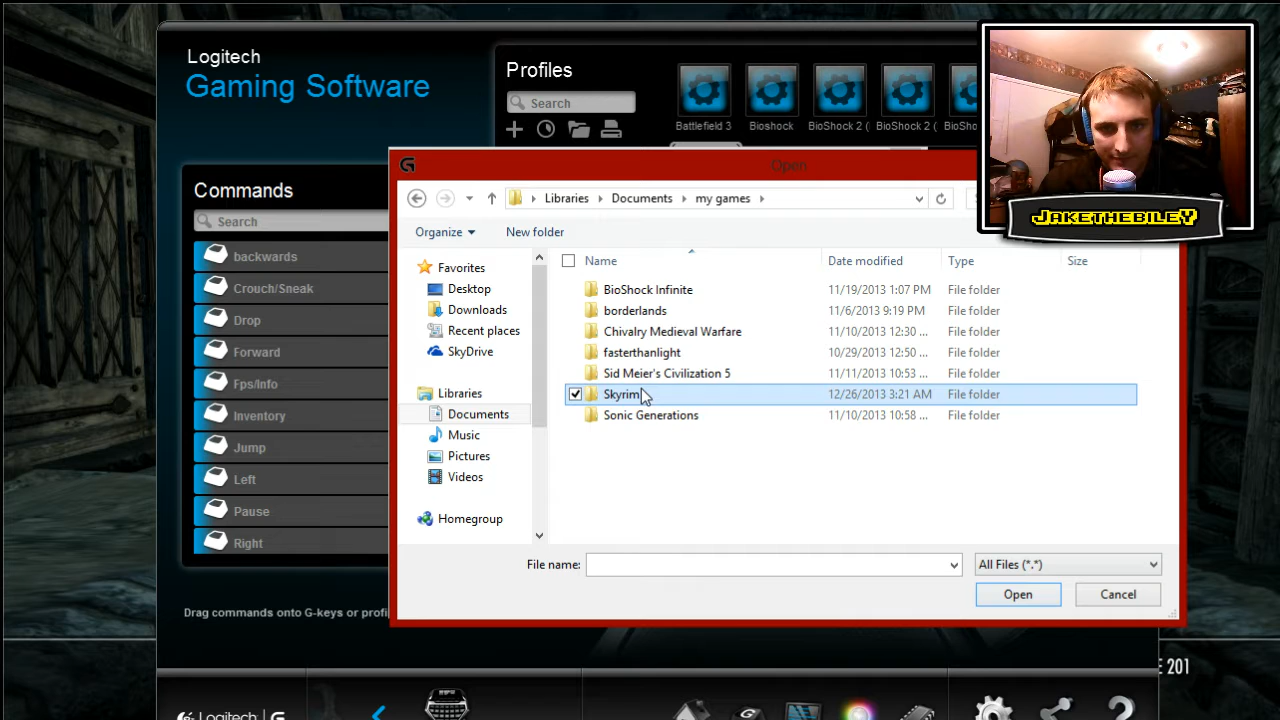 Logitech
Gaming Software
Profiles
Search
Battlefield 3
Bioshock
BioShock 2 (
BioShock 2 (
BioSho
JAKETHEBILEY
Commands
Search
backwards
Crouch/Sneak
Drop
Forward
Fps/Info
Inventory
Jump
Left
Pause
Right
Drag commands onto G-keys or profi
Open
Libraries
Documents
my games
Organize
New folder
Favorites
Desktop
Downloads
Recent places
SkyDrive
Libraries
Documents
Music
Pictures
Videos
Homegroup
Name Date modified Type Size
BioShock Infinite 11/19/2013 1:07 PM File folder
borderlands 11/6/2013 9:19 PM File folder
Chivalry Medieval Warfare 11/10/2013 12:30 ... File folder
fasterthanlight 10/29/2013 12:50 ... File folder
Sid Meier's Civilization 5 11/11/2013 10:53 ... File folder
Skyrim 12/26/2013 3:21 AM File folder
Sonic Generations 11/10/2013 10:58 ... File folder
File name:
All Files (*.*)
Open
Cancel
E 201
Logitech G